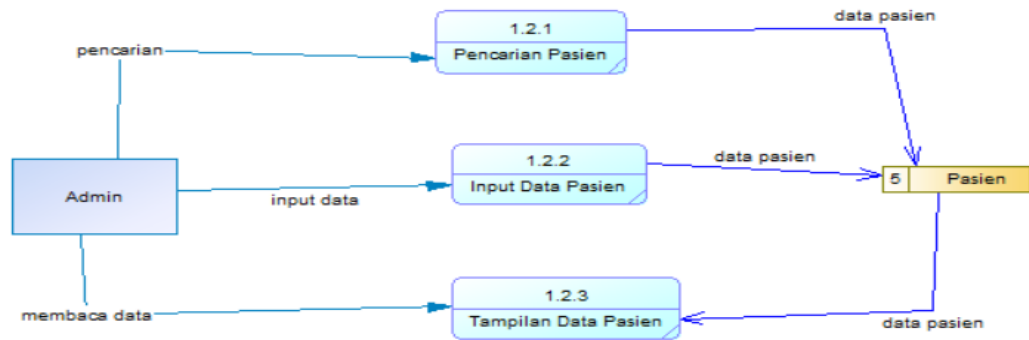 data pasien
1.2.1
pencarian
Pencarian Pasien
1.2.2
data pasien
5 Pasien
Admin
input data
Input Data Pasien
1.2.3
membaca data
Tampilan Data Pasien
data pasien